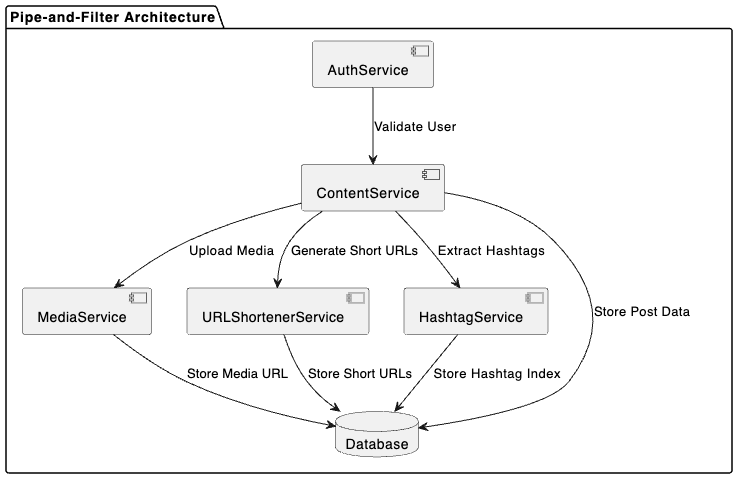 Pipe-and-Filter Architecture
AuthService
Validate User
ContentService
Upload Media
Generate Short URLs
Extract Hashtags
MediaService
URLShortenerService
HashtagService
Store Post Data
Store Media URL
Store Short URLs
Store Hashtag Index
Database